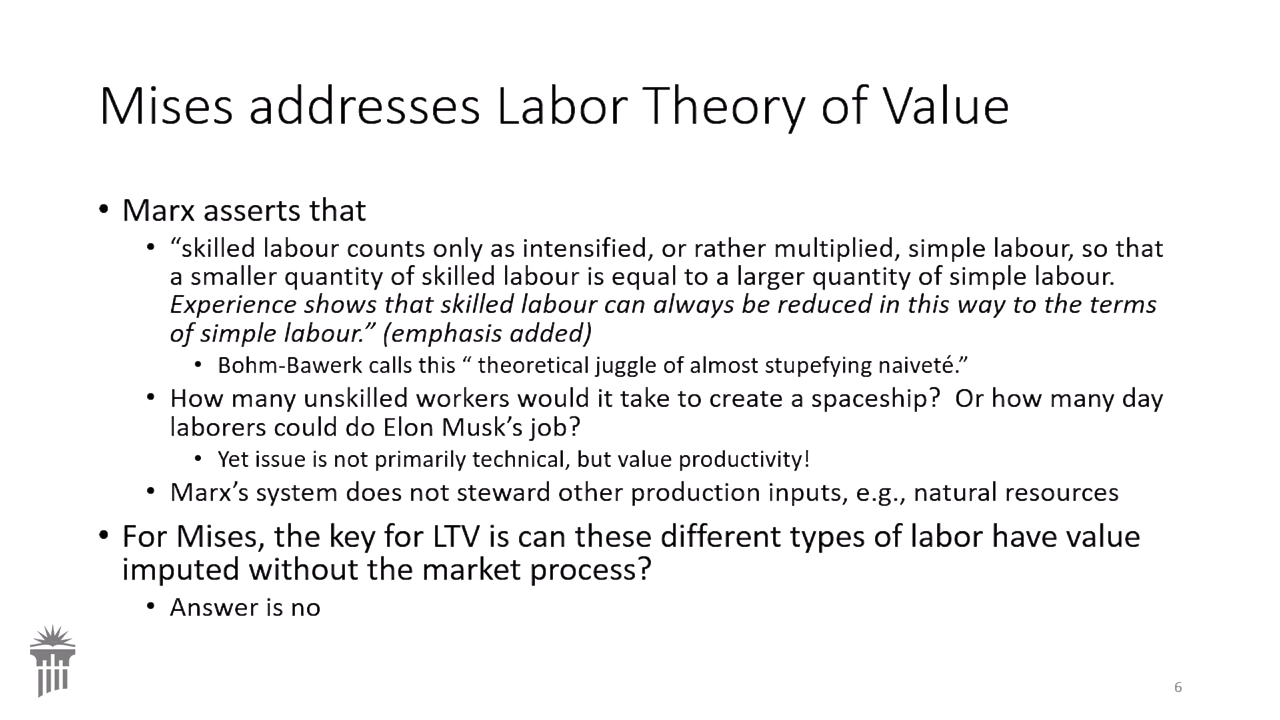 Mises addresses Labor Theory of Value
• Marx asserts that
• “skilled labour counts only as intensified, or rather multiplied, simple labour, so that
a smaller quantity of skilled labour is equal to a larger quantity of simple labour.
Experience shows that skilled labour can always be reduced in this way to the terms
of simple labour.” (emphasis added)
• Bohm-Bawerk calls this “ theoretical juggle of almost stupefying naiveté.”
• How many unskilled workers would it take to create a spaceship?  Or how many day
laborers could do Elon Musk’s job?
• Yet issue is not primarily technical, but value productivity!
• Marx’s system does not steward other production inputs, e.g., natural resources
• For Mises, the key for LTV is can these different types of labor have value
imputed without the market process?
• Answer is no
6